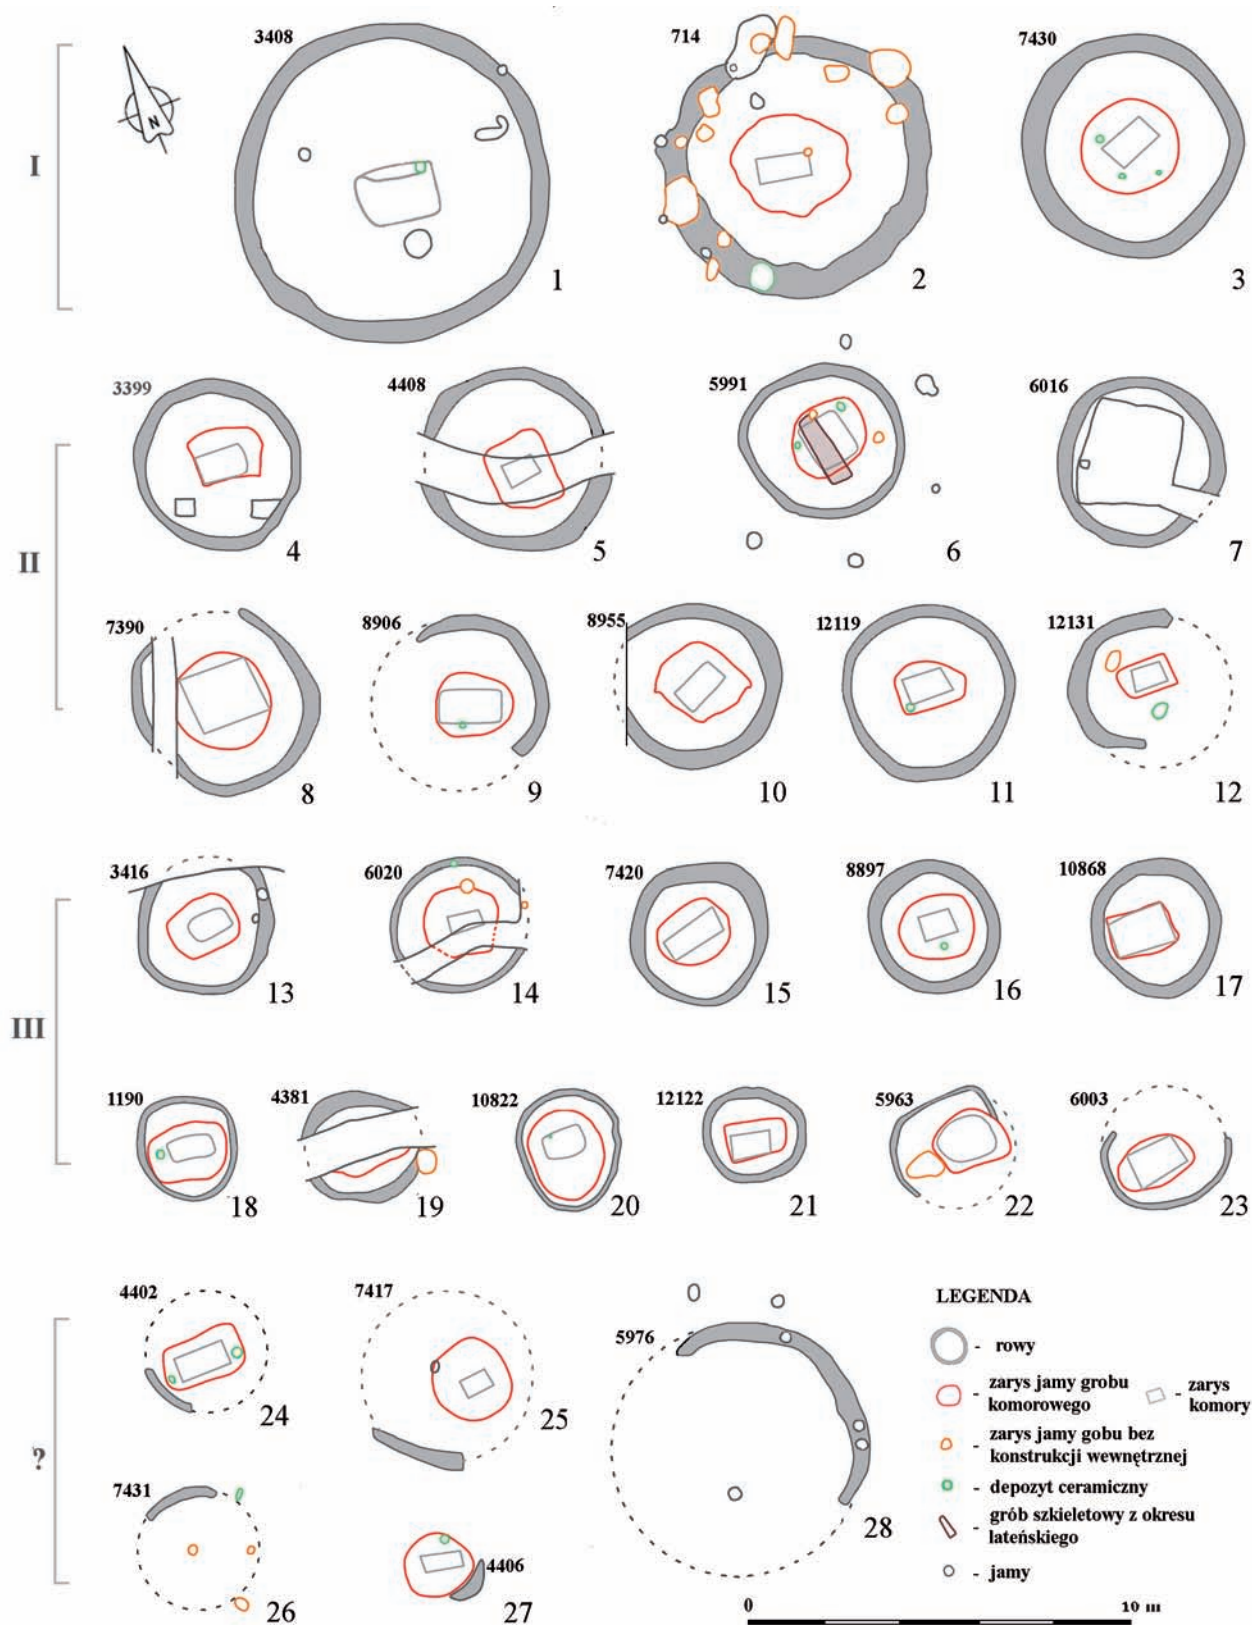 3408 714 7430
N
I
1 2 3
3399 4408 5991 6016
II
4 5 6 7
7390 8906 8955 12119 12131
8 9 10 11 12
3416 6020 7420 8897 10868
13 14 15 16 17
III
1190 4381 10822 12122 5963 6003
18 19 20 21 22 23
4402 7417 5976
24 25
?
7431 4406
26 27 28
LEGENDA
- rowy
- zarys jamy grobu
komorowego
- zarys
komory
- zarys jamy gobu bez
konstrukcji wewnętrznej
- depozyt ceramiczny
- grób szkieletowy z okresu
lateńskiego
- jamy
0 10 m